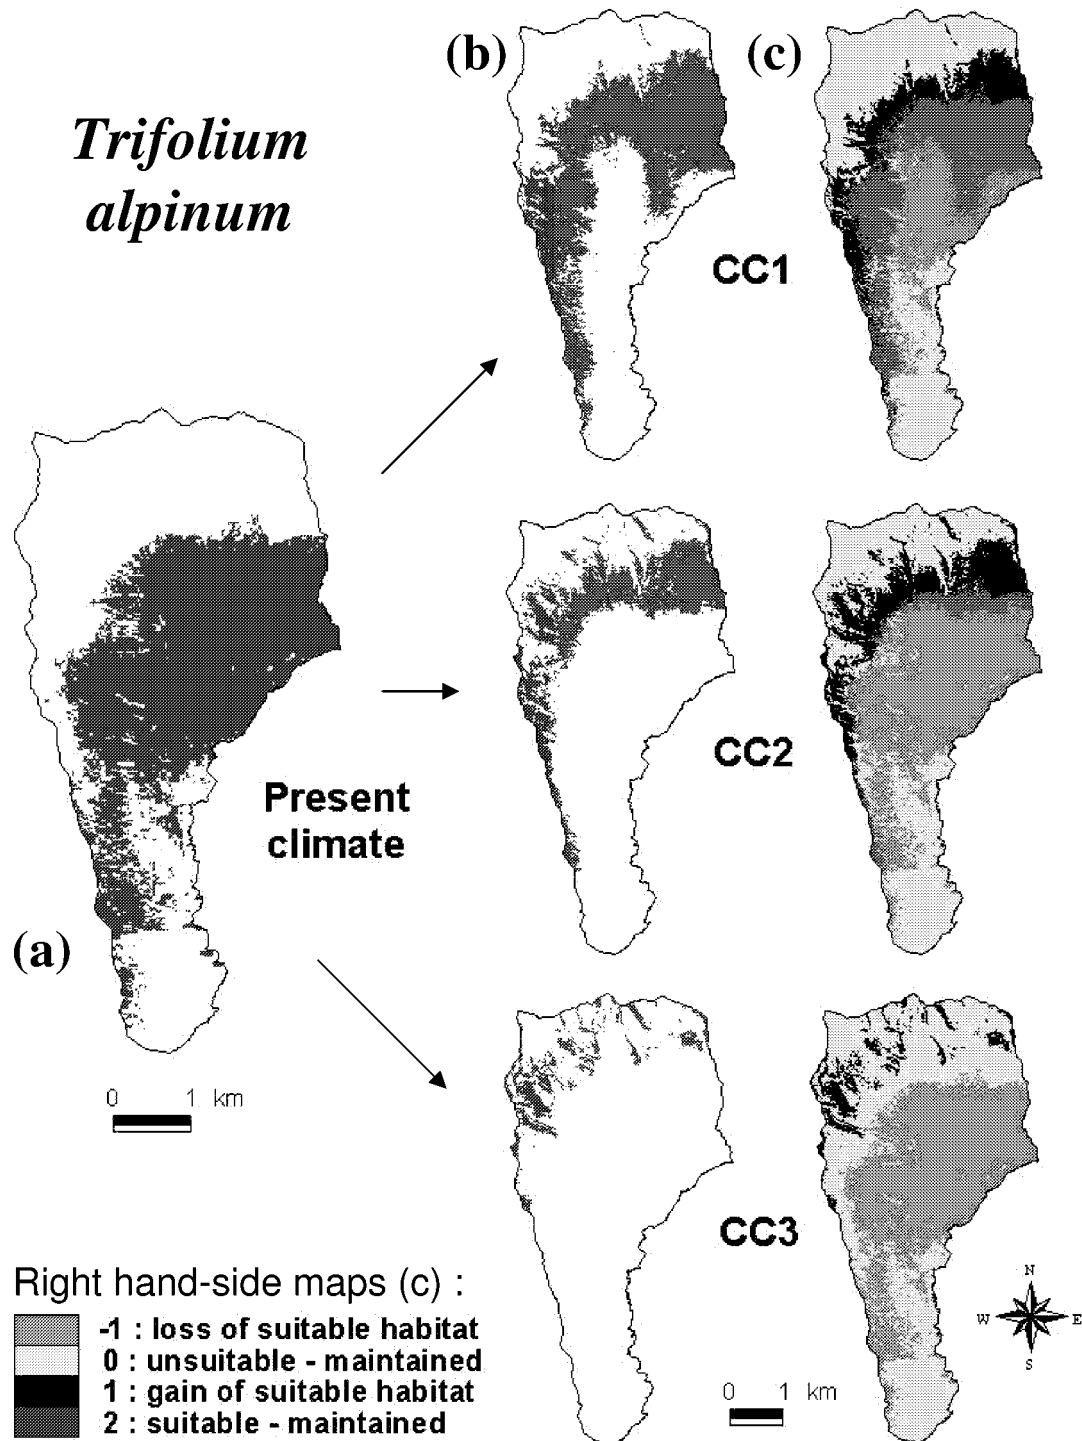 (b)
(c)
Trifolium
alpinum
CC1
CC2
Present
climate
(a)
0 1 km
CC3
Right hand-side maps (c) :
-1 : loss of suitable habitat
0 : unsuitable - maintained
1 : gain of suitable habitat
2 : suitable - maintained
N
W E
S
0 1 km